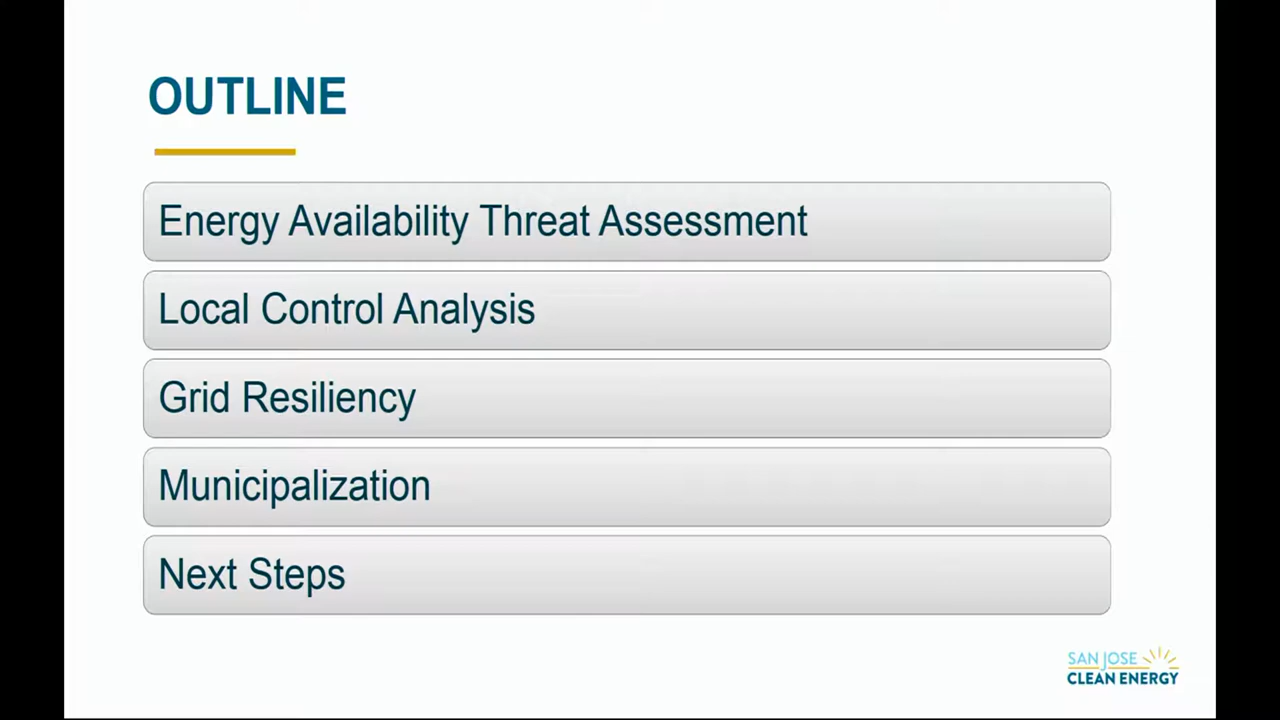 OUTLINE
Energy Availability Threat Assessment
Local Control Analysis
Grid Resiliency
Municipalization
Next Steps
SAN JOSE
CLEAN ENERGY